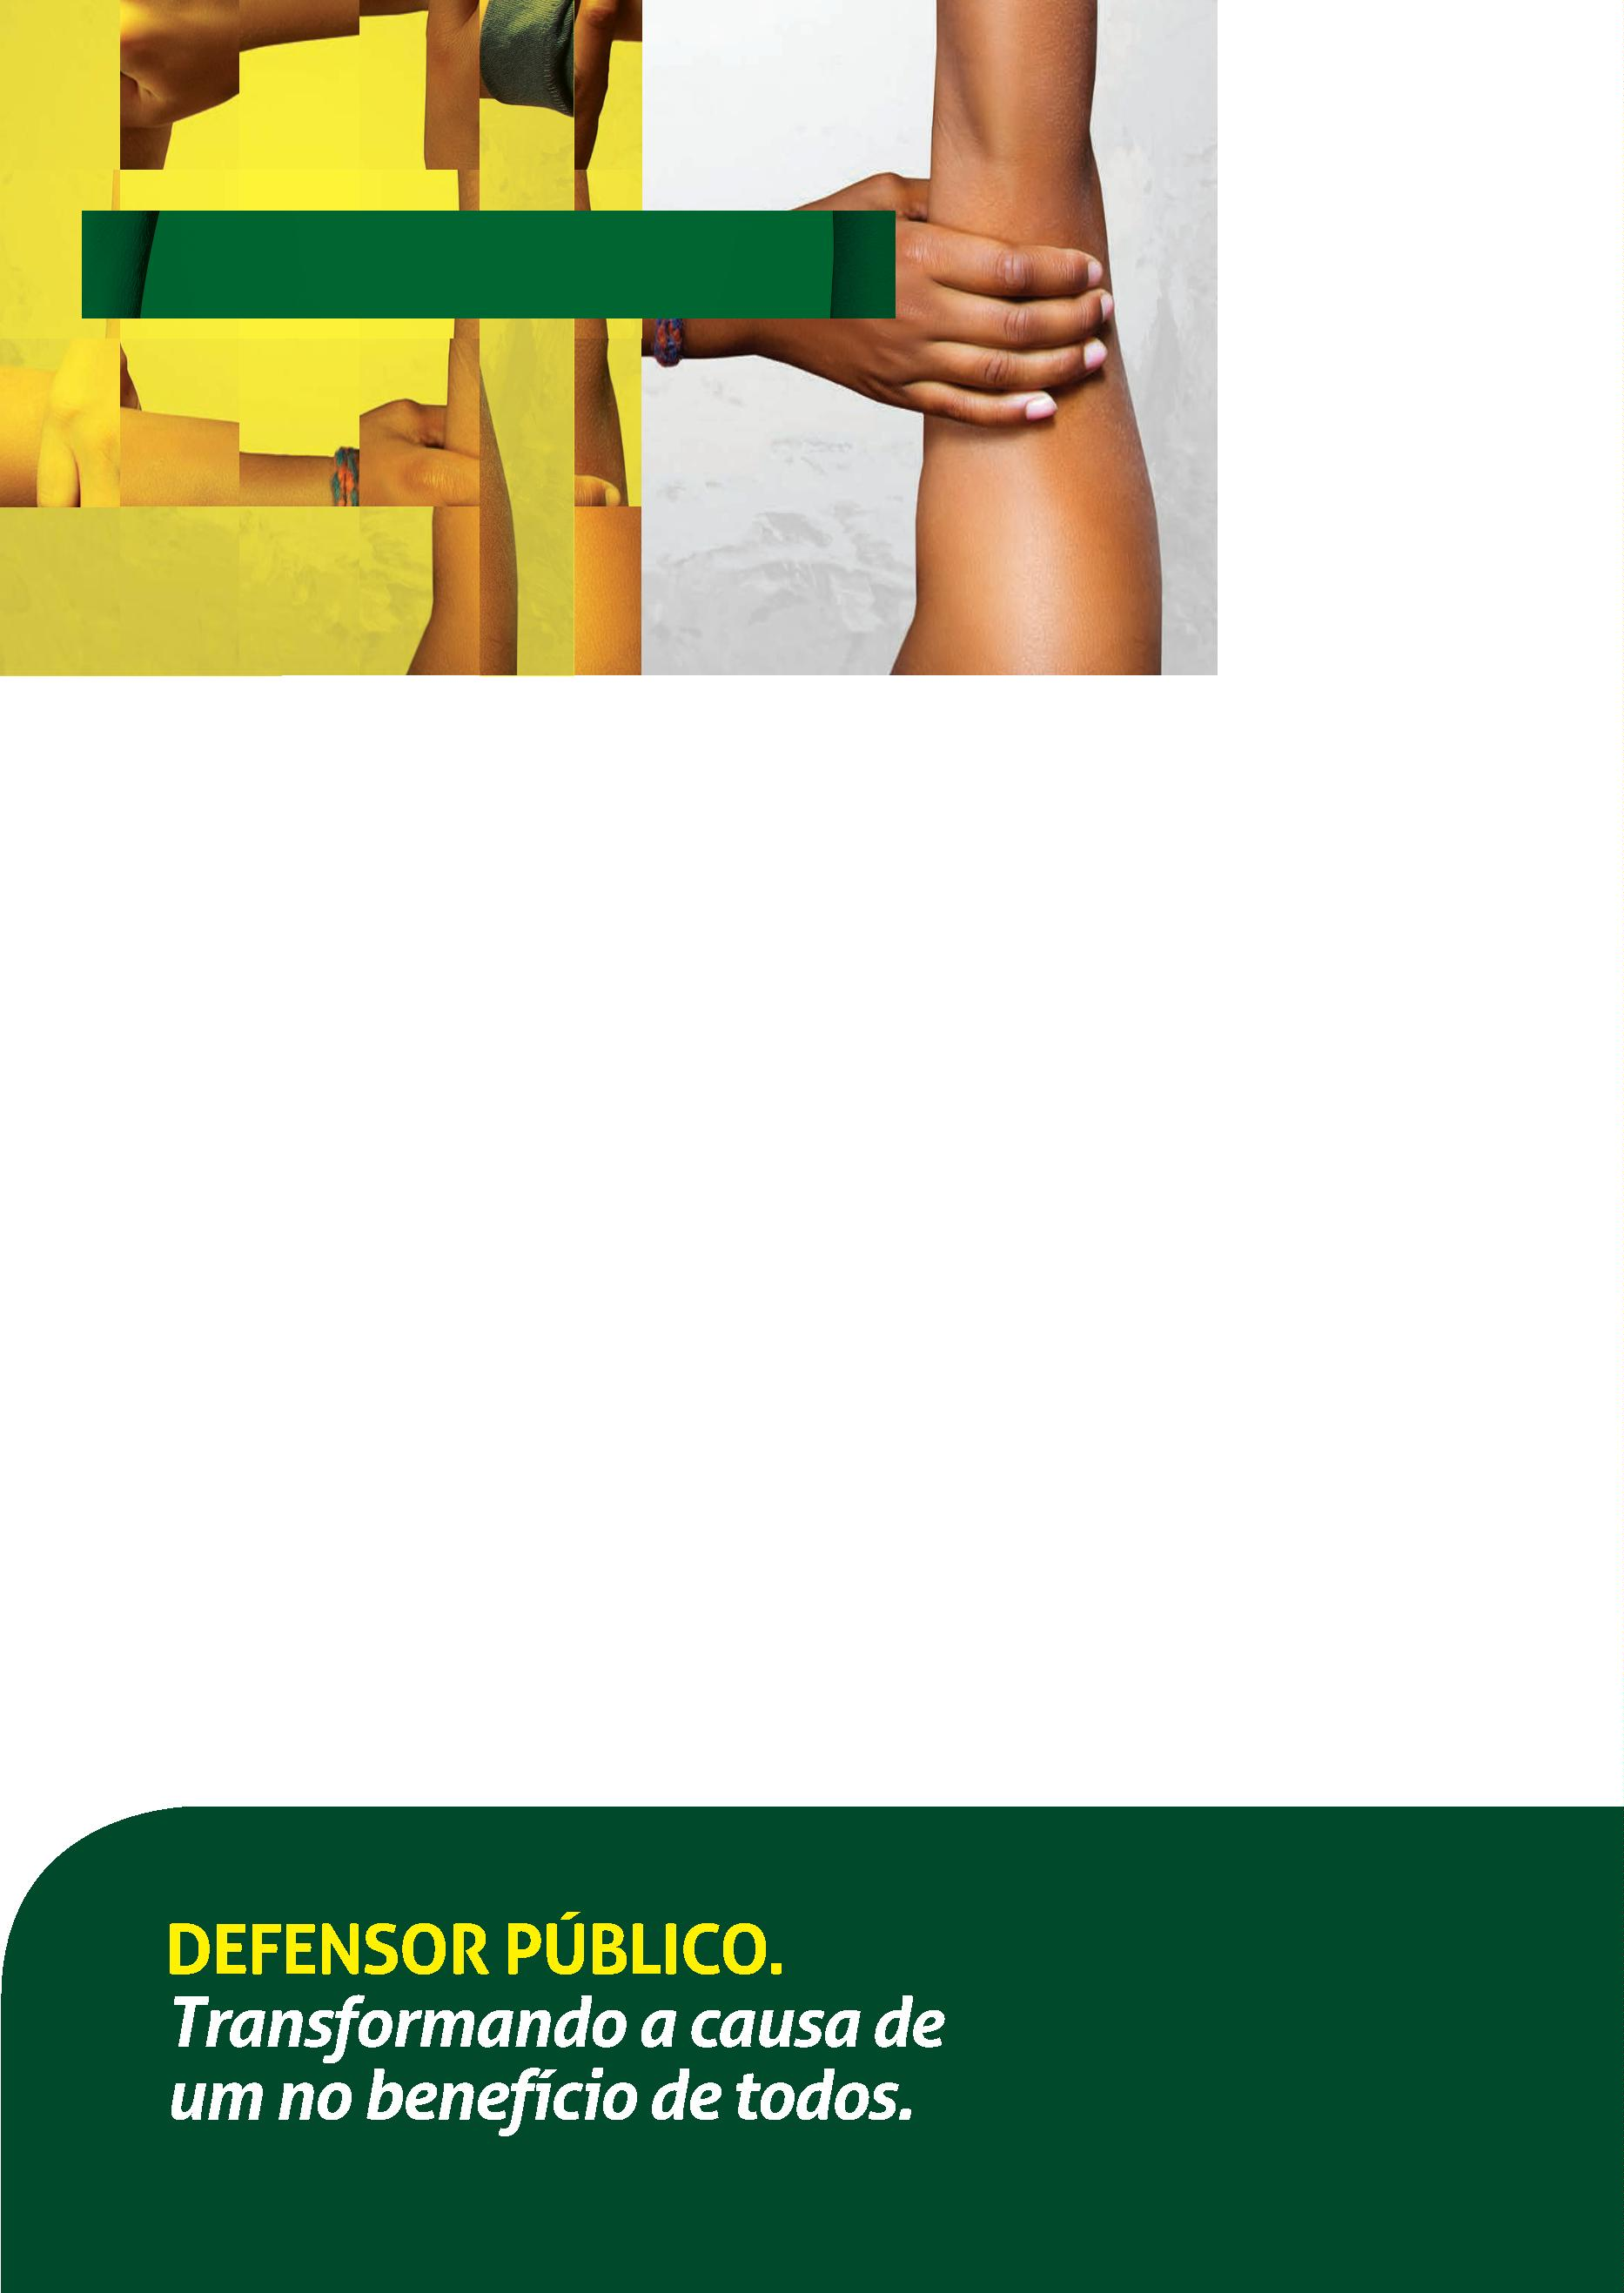 DEFENSOR PÚBLICO.
Transformando a causa de
um no benefício de todos.